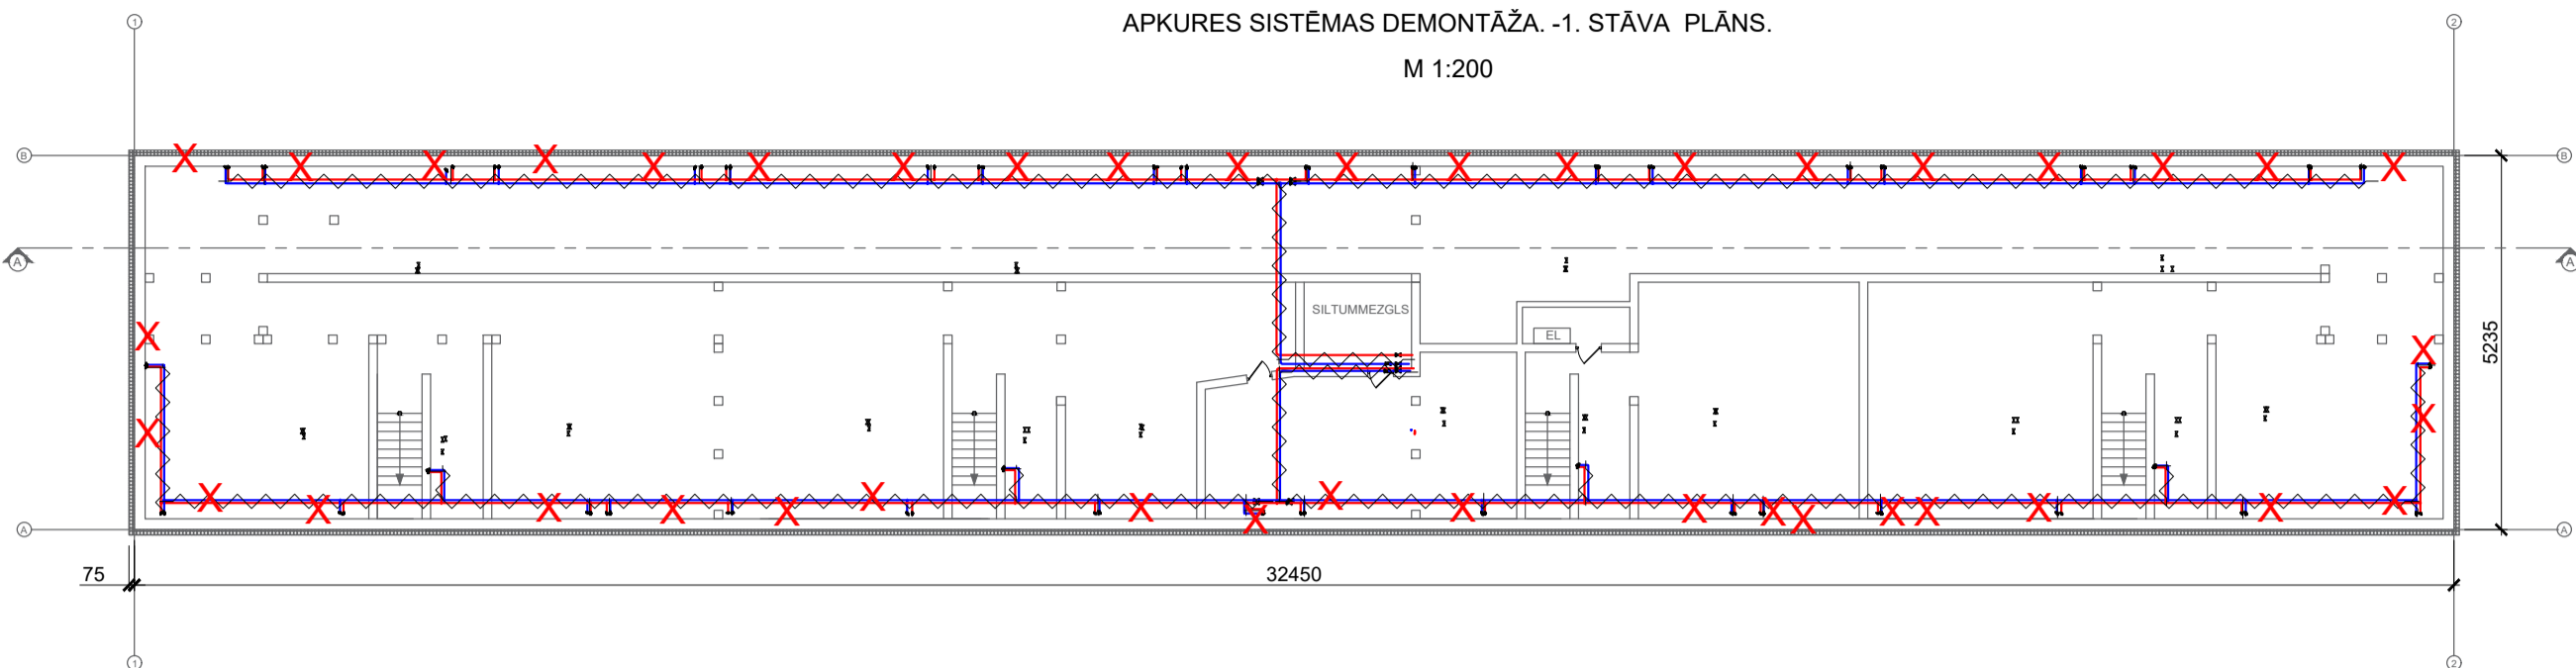 APKURES SISTĒMAS DEMONTĀŽA. -1. STĀVA PLĀNS.
M 1:200
1
2
B
B
A
A
SILTUMMEZGLS
EL
5235
A
A
75
32450
1
2